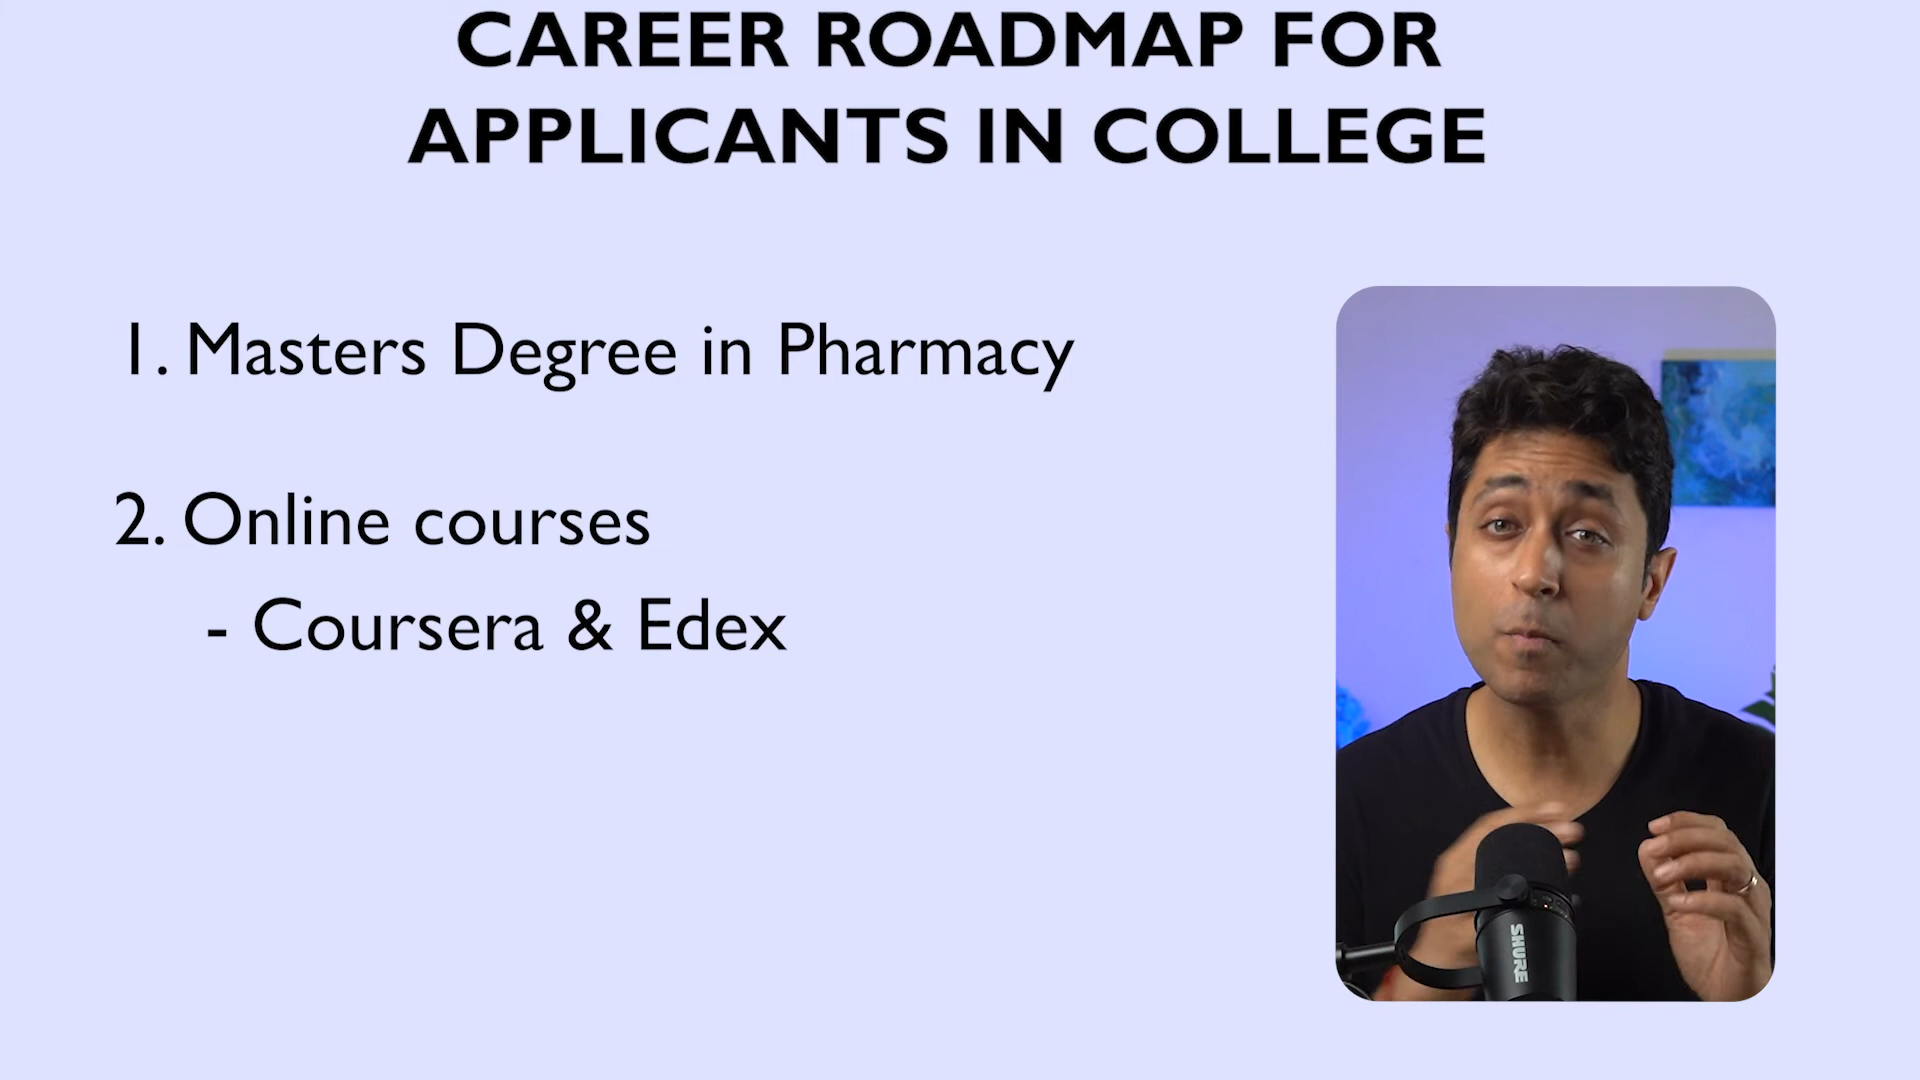 CAREER ROADMAP FOR
APPLICANTS IN COLLEGE
1. Masters Degree in Pharmacy
2. Online courses
- Coursera & Edex
SHURE